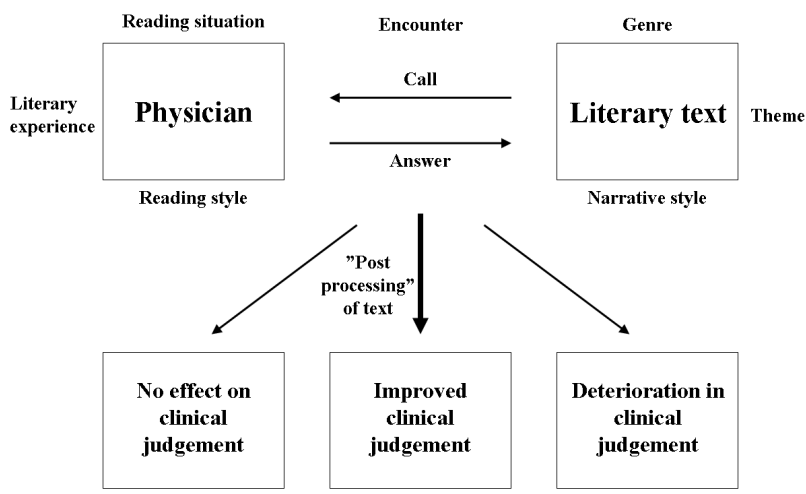 Reading situation
Encounter
Genre
Literary
experience
Physician
Call
Answer
Literary text
Theme
Reading style
Narrative style
”Post
processing”
of text
No effect on
clinical
judgement
Improved
clinical
judgement
Deterioration in
clinical
judgement